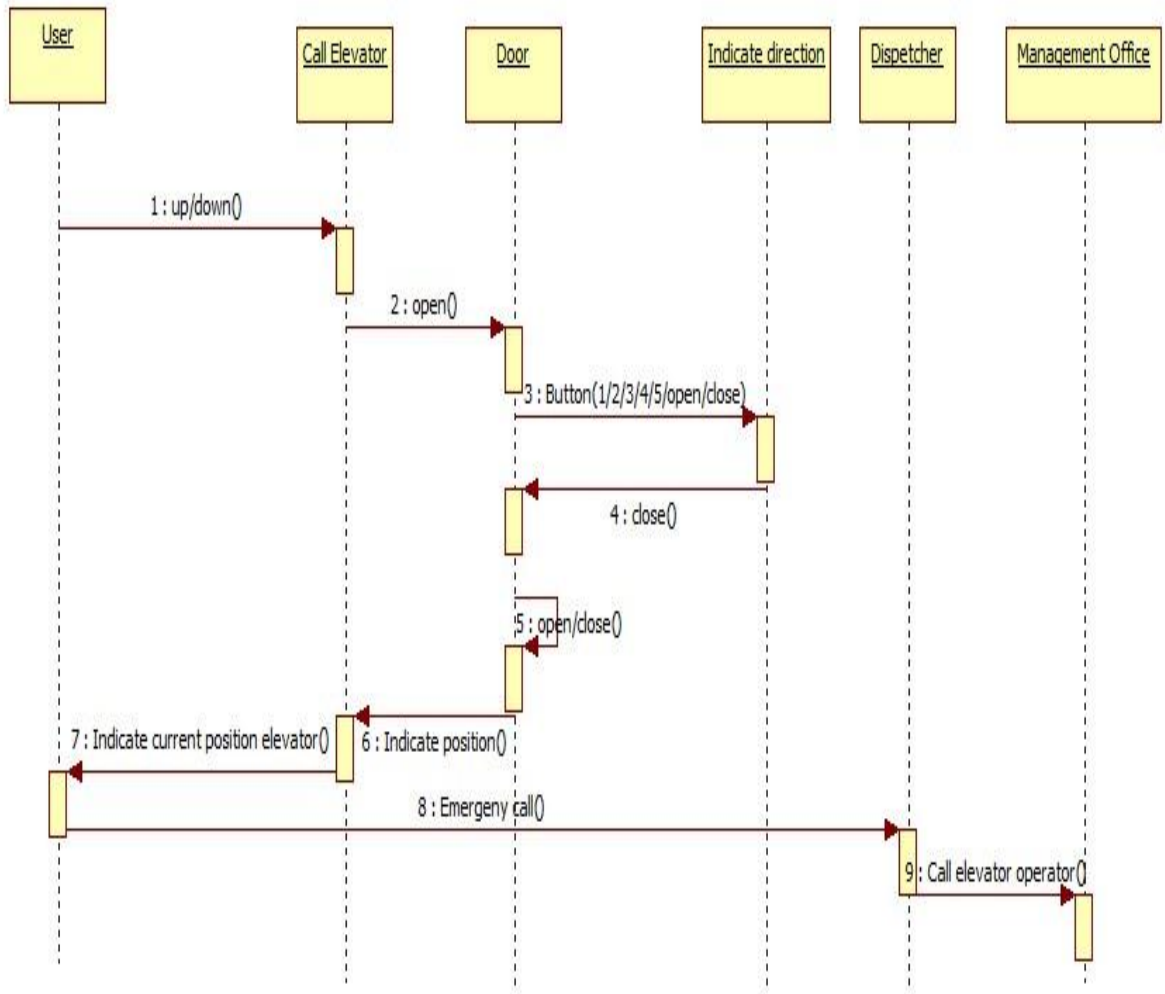 User
Call Elevator
Door
Indicate direction
Dispetcher
Management Office
1 : up/down()
2 : open()
3 : Button(1/2/3/4/5/open/close)
4 : close()
5 : open/close()
6 : Indicate position()
7 : Indicate current position elevator()
8 : Emergeny call()
9 : Call elevator operator()